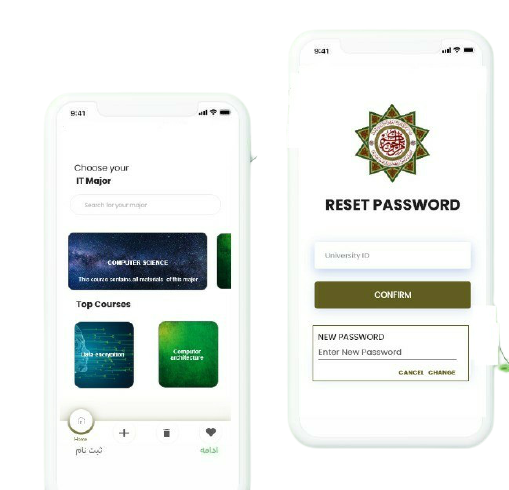 9:41
Choose your
IT Major
Search for your major
COMPUTER SCIENCE
This course contains all materials of this major
Top Courses
Data encryption
Computer
architecture
Home
ثبت نام
ادامه
9:41
RESET PASSWORD
University ID
CONFIRM
NEW PASSWORD
Enter New Password
CANCEL CHANGE